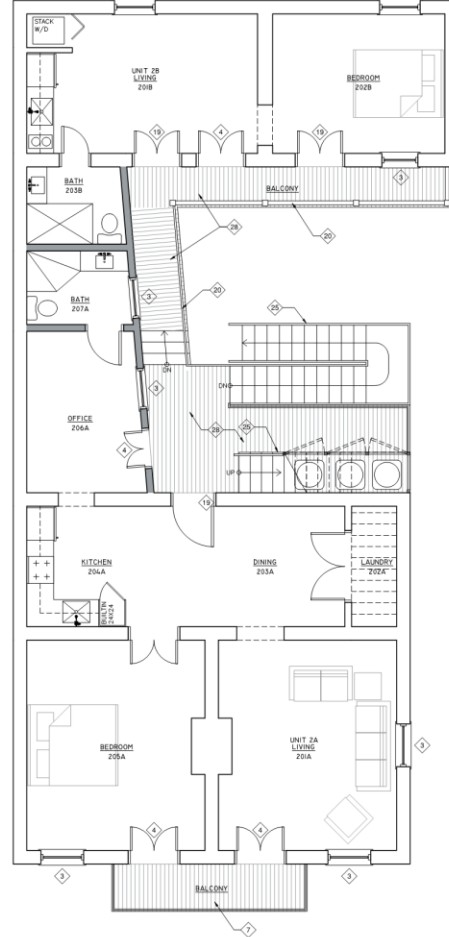 STACK
W/D
UNIT 2B
LIVING
201B
BEDROOM
202B
19
4
19
BATH
203B
BALCONY
3
28
20
BATH
207A
3
20
25
DN
DN
3
OFFICE
206A
28
25
4
UP
19
KITCHEN
204A
DINING
203A
LAUNDRY
202A
BUILTIN
24X24
BEDROOM
205A
UNIT 2A
LIVING
201A
3
4
4
3
3
BALCONY
7